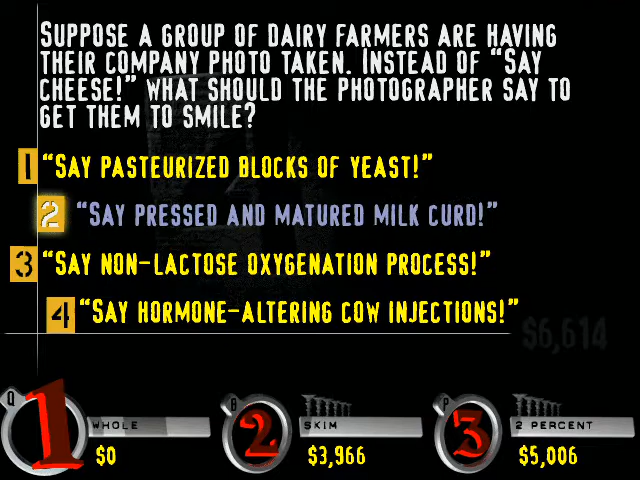 Suppose a group of dairy farmers are having
their company photo taken. Instead of “Say
cheese!” what should the photographer say to
get them to smile?
1 “Say pasteurized blocks of yeast!”
2 “Say pressed and matured milk curd!”
3 “Say non-lactose oxygenation process!”
4 “Say hormone-altering cow injections!”
$6,614
Q 1 WHOLE $0
B 2 SKIM $3,966
P 3 2 PERCENT $5,006